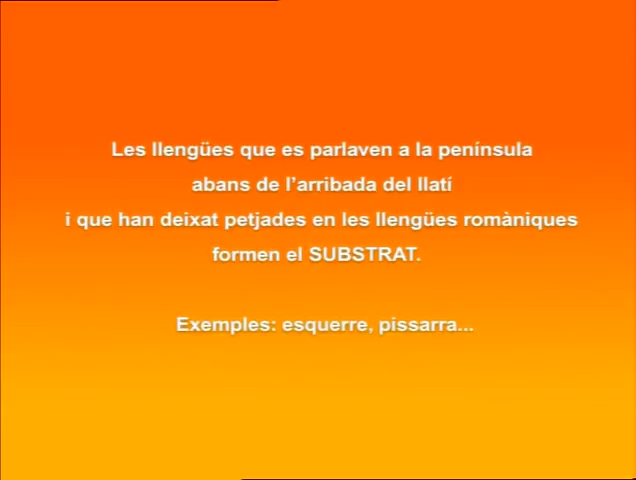 Les llengües que es parlaven a la península
abans de l'arribada del llatí
i que han deixat petjades en les llengües romàniques
formen el SUBSTRAT.
Exemples: esquerre, pissarra...